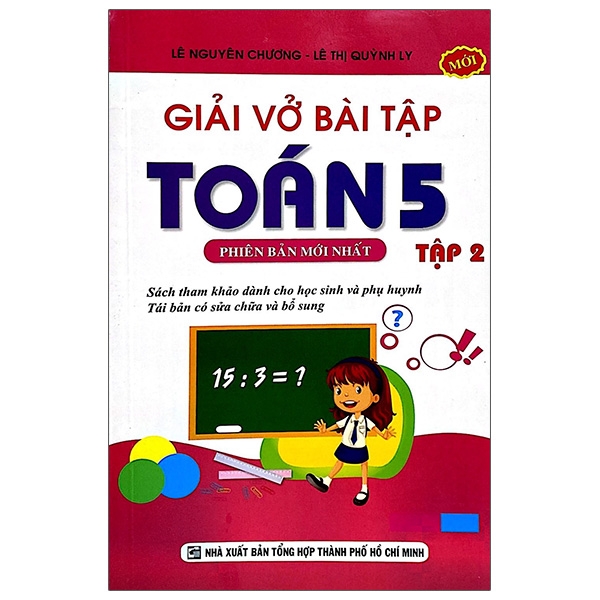 LÊ NGUYÊN CHƯƠNG - LÊ THỊ QUỲNH LY
MỚI
GIẢI VỞ BÀI TẬP
TOÁN 5
PHIÊN BẢN MỚI NHẤT
TẬP 2
Sách tham khảo dành cho học sinh và phụ huynh
Tái bản có sửa chữa và bổ sung
?
!!
15 : 3 = ?
NHÀ XUẤT BẢN TỔNG HỢP THÀNH PHỐ HỒ CHÍ MINH